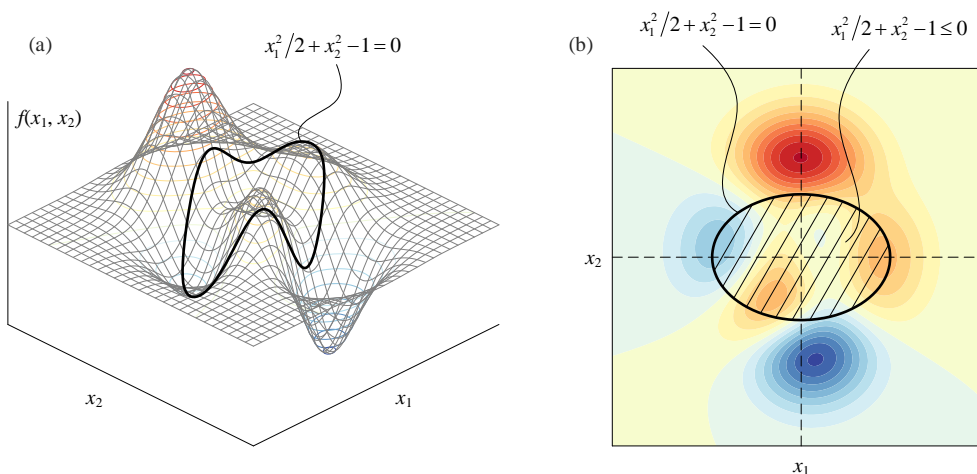 (a)
x₁²/2 + x₂² −1 = 0
f(x₁, x₂)
x₂
x₁
(b)
x₁²/2 + x₂² −1 = 0
x₁²/2 + x₂² −1 ≤ 0
x₂
x₁